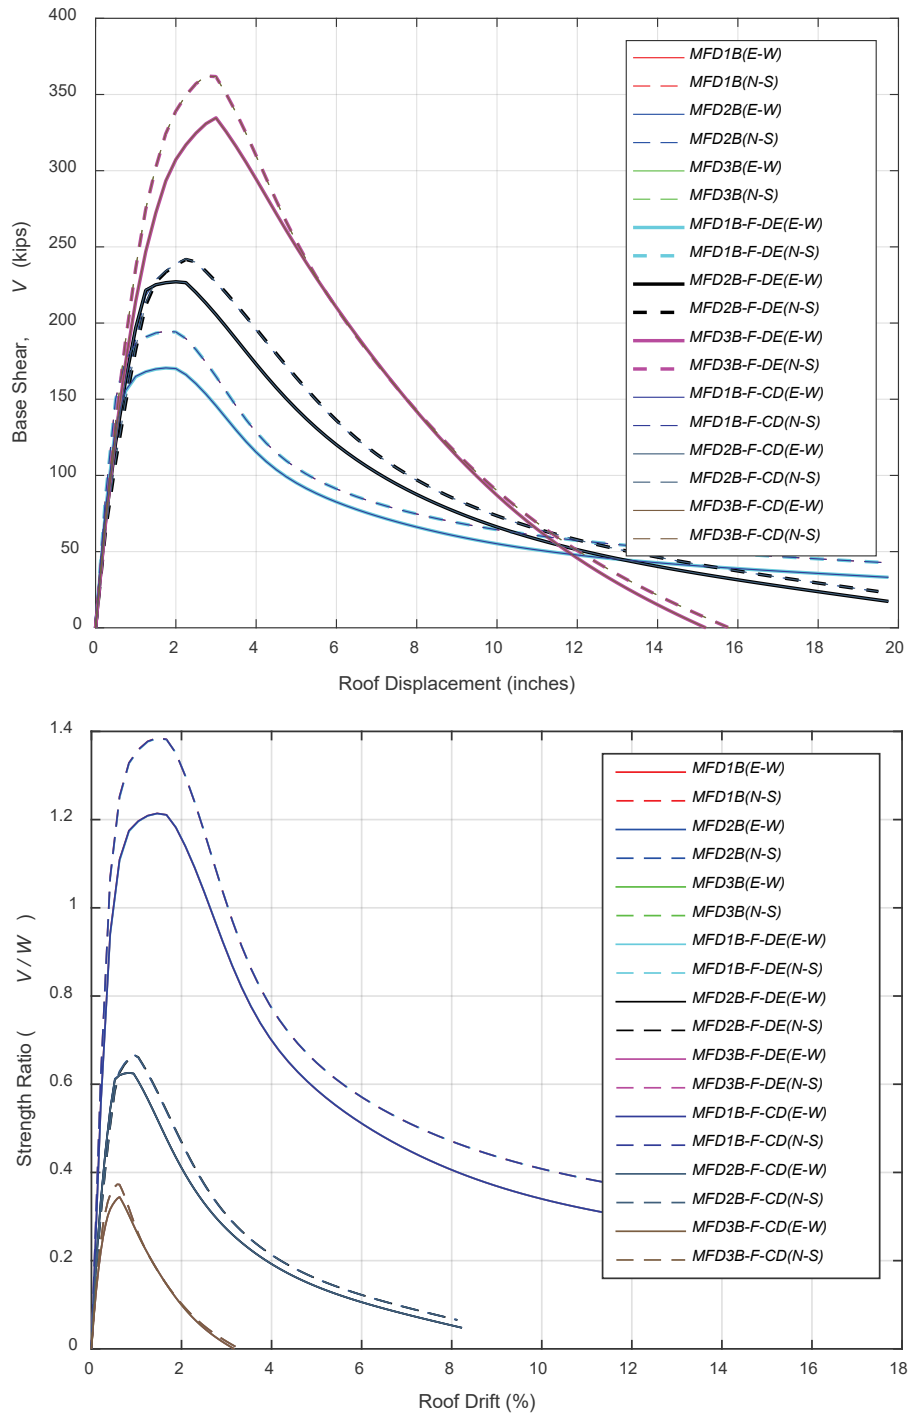 400
350
300
250
200
150
100
50
0
Base Shear, V (kips)
MFD1B(E-W)
MFD1B(N-S)
MFD2B(E-W)
MFD2B(N-S)
MFD3B(E-W)
MFD3B(N-S)
MFD1B-F-DE(E-W)
MFD1B-F-DE(N-S)
MFD2B-F-DE(E-W)
MFD2B-F-DE(N-S)
MFD3B-F-DE(E-W)
MFD3B-F-DE(N-S)
MFD1B-F-CD(E-W)
MFD1B-F-CD(N-S)
MFD2B-F-CD(E-W)
MFD2B-F-CD(N-S)
MFD3B-F-CD(E-W)
MFD3B-F-CD(N-S)
0 2 4 6 8 10 12 14 16 18 20
Roof Displacement (inches)
1.4
1.2
1
0.8
0.6
0.4
0.2
0
Strength Ratio ( V / W )
MFD1B(E-W)
MFD1B(N-S)
MFD2B(E-W)
MFD2B(N-S)
MFD3B(E-W)
MFD3B(N-S)
MFD1B-F-DE(E-W)
MFD1B-F-DE(N-S)
MFD2B-F-DE(E-W)
MFD2B-F-DE(N-S)
MFD3B-F-DE(E-W)
MFD3B-F-DE(N-S)
MFD1B-F-CD(E-W)
MFD1B-F-CD(N-S)
MFD2B-F-CD(E-W)
MFD2B-F-CD(N-S)
MFD3B-F-CD(E-W)
MFD3B-F-CD(N-S)
0 2 4 6 8 10 12 14 16 18
Roof Drift (%)